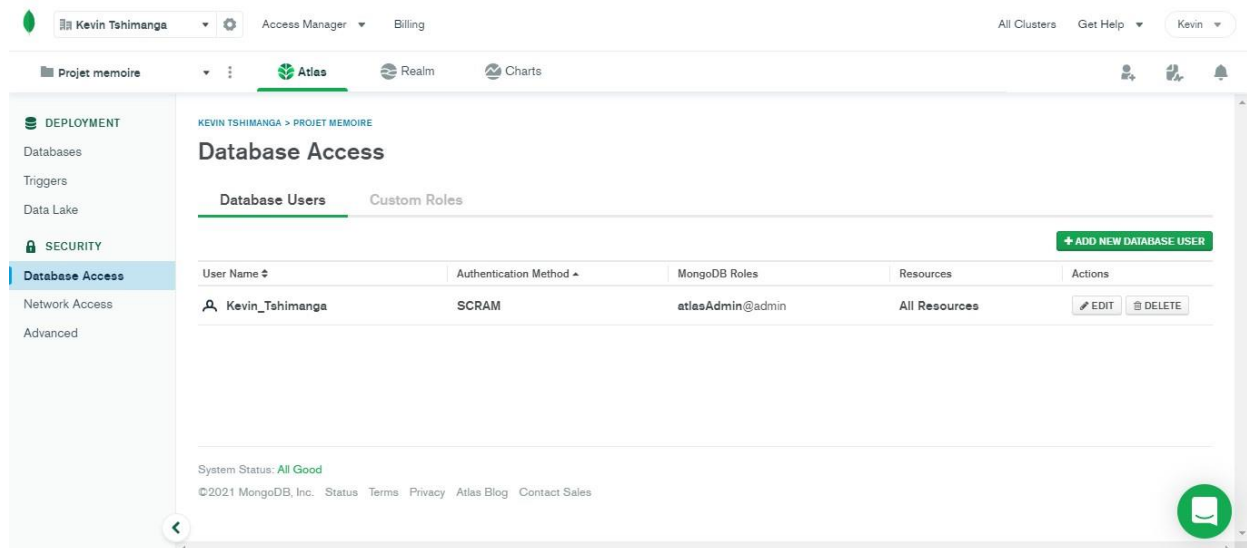 Kevin Tshimanga Access Manager Billing All Clusters Get Help Kevin
Projet memoire Atlas Realm Charts
DEPLOYMENT
Databases
Triggers
Data Lake
SECURITY
Database Access
Network Access
Advanced
KEVIN TSHIMANGA > PROJET MEMOIRE
Database Access
Database Users Custom Roles
+ ADD NEW DATABASE USER
User Name Authentication Method MongoDB Roles Resources Actions
Kevin_Tshimanga SCRAM atlasAdmin@admin All Resources EDIT DELETE
System Status: All Good
©2021 MongoDB, Inc. Status Terms Privacy Atlas Blog Contact Sales